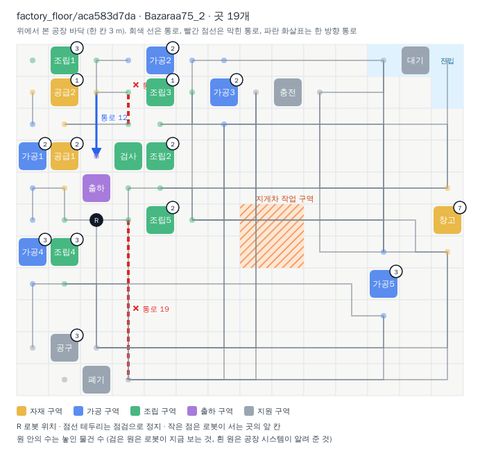 factory_floor/aca583d7da · Bazaraa75_2 · 곳 19개
위에서 본 공장 바닥 (한 칸 3 m). 회색 선은 통로, 빨간 점선은 막힌 통로, 파란 화살표는 한 방향 통로
조립1 3
가공2 2
대기
공급2 1
조립3 1
가공3 2
충전
통로 12
가공1 2
공급1 2
검사
조립2 2
출하
지게차 작업 구역
R
조립5 2
창고 7
가공4 3
조립4 3
가공5 3
통로 19
공구 3
폐기
자재 구역
가공 구역
조립 구역
출하 구역
지원 구역
R 로봇 위치 · 점선 테두리는 점검으로 정지 · 작은 점은 로봇이 서는 곳의 앞 칸
원 안의 수는 놓인 물건 수 (검은 원은 로봇이 지금 보는 것, 흰 원은 공장 시스템이 알려 준 것)